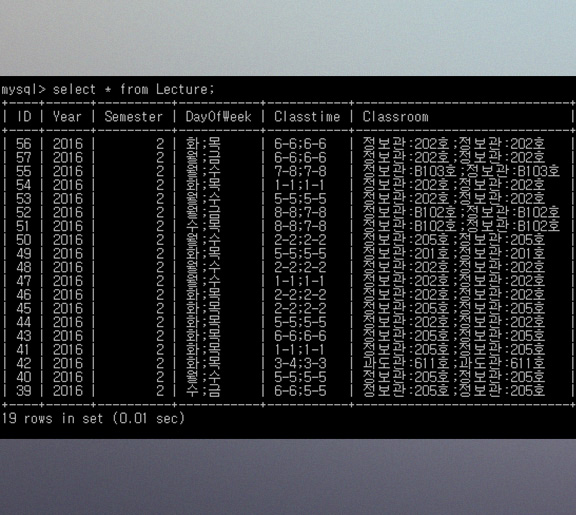 mysql> select * from Lecture;
| ID | Year | Semester | DayOfWeek | Classtime | Classroom |
| 56 | 2016 | 2 | 화;목 | 6-6;6-6 | 정보관:202호;정보관:202호
| 57 | 2016 | 2 | 월;금 | 6-6;6-6 | 정보관:202호;정보관:202호
| 55 | 2016 | 2 | 월;수 | 7-8;7-8 | 정보관:B103호;정보관:B103호
| 54 | 2016 | 2 | 화;목 | 1-1;1-1 | 정보관:202호;정보관:202호
| 53 | 2016 | 2 | 월;수 | 5-5;5-5 | 정보관:202호;정보관:202호
| 52 | 2016 | 2 | 월;금 | 8-8;7-8 | 정보관:B102호;정보관:B102호
| 51 | 2016 | 2 | 수;목 | 8-8;7-8 | 정보관:B102호;정보관:B102호
| 50 | 2016 | 2 | 월;수 | 2-2;2-2 | 정보관:205호;정보관:205호
| 49 | 2016 | 2 | 화;목 | 5-5;5-5 | 정보관:201호;정보관:201호
| 48 | 2016 | 2 | 월;수 | 2-2;2-2 | 정보관:202호;정보관:202호
| 47 | 2016 | 2 | 월;수 | 1-1;1-1 | 정보관:202호;정보관:202호
| 46 | 2016 | 2 | 화;목 | 2-2;2-2 | 정보관:202호;정보관:202호
| 45 | 2016 | 2 | 월;수 | 2-2;2-2 | 정보관:205호;정보관:205호
| 44 | 2016 | 2 | 화;목 | 5-5;5-5 | 정보관:202호;정보관:202호
| 43 | 2016 | 2 | 화;목 | 6-6;6-6 | 정보관:205호;정보관:205호
| 41 | 2016 | 2 | 화;목 | 1-1;1-1 | 정보관:205호;정보관:205호
| 42 | 2016 | 2 | 화;목 | 3-4;3-3 | 과도관:611호;과도관:611호
| 40 | 2016 | 2 | 월;수 | 5-5;5-5 | 정보관:205호;정보관:205호
| 39 | 2016 | 2 | 수;금 | 6-6;5-5 | 정보관:205호;정보관:205호
19 rows in set (0.01 sec)